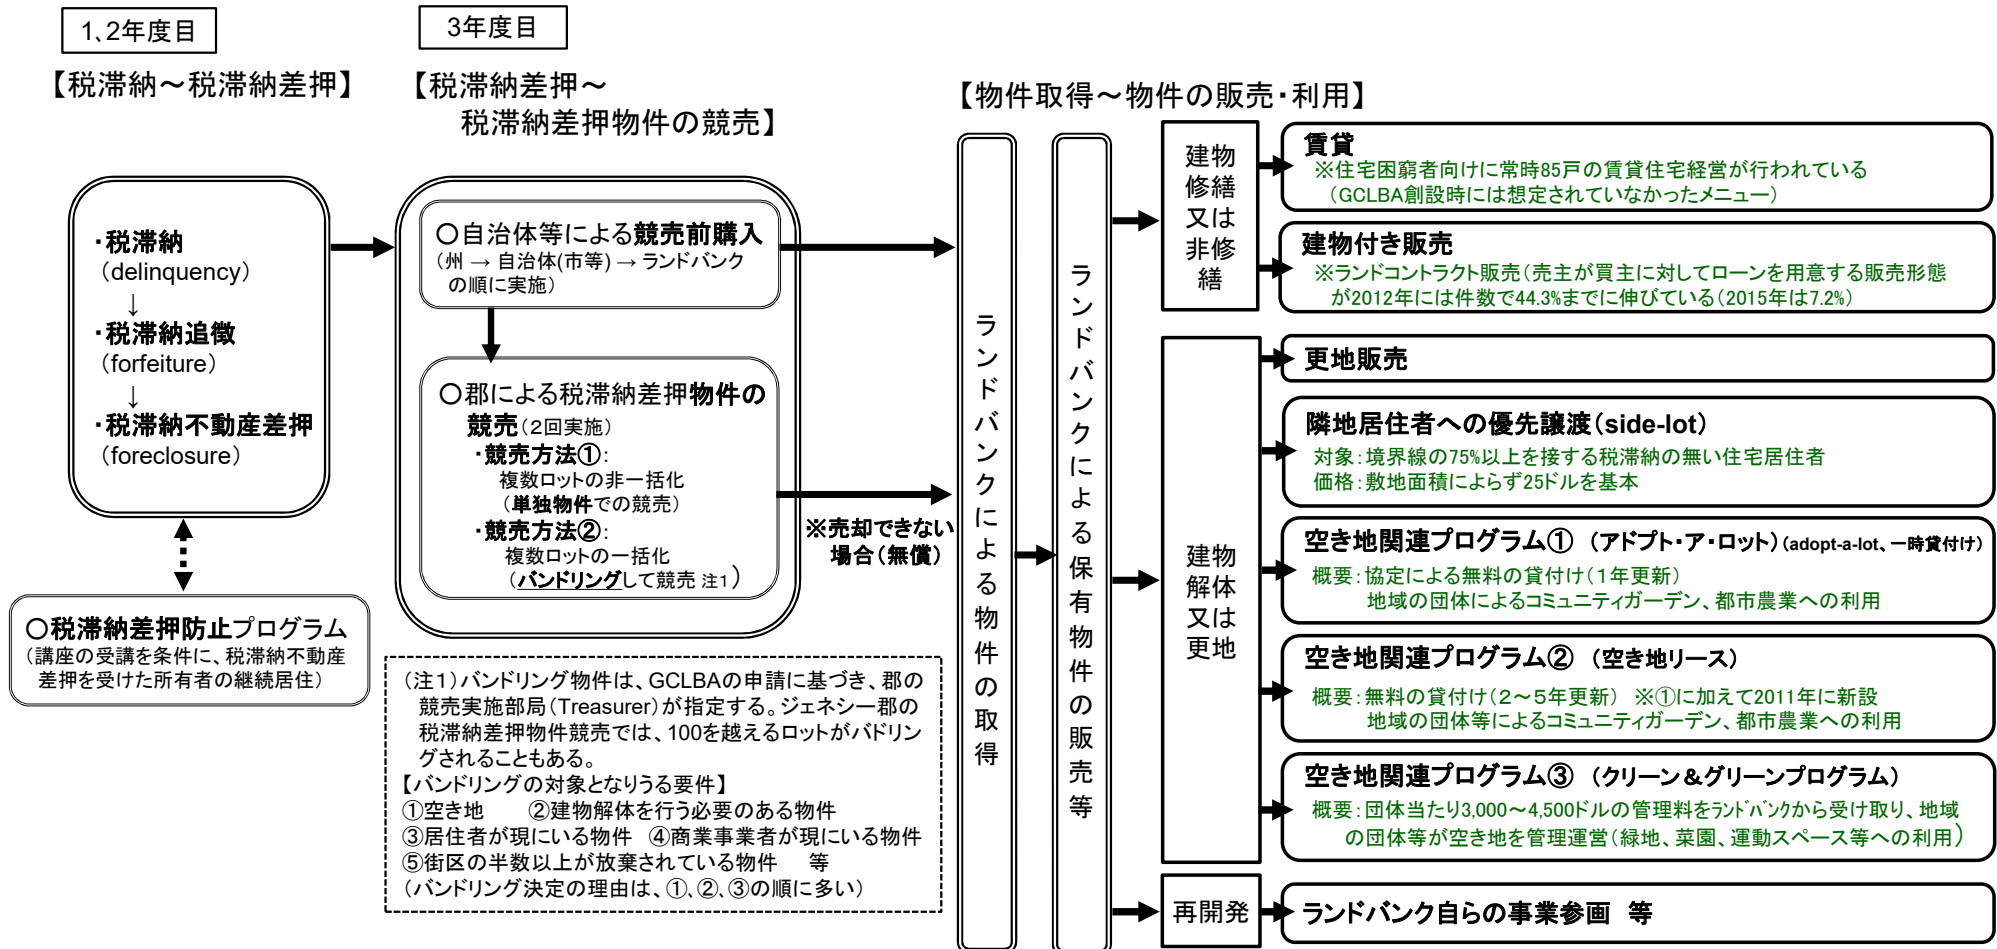 1、2年度目
【税滞納～税滞納差押】
・税滞納
（delinquency）
↓
・税滞納追徴
（forfeiture）
↓
・税滞納不動産差押
（foreclosure）
○税滞納差押防止プログラム
（講座の受講を条件に、税滞納不動産
差押を受けた所有者の継続居住）
3年度目
【税滞納差押～
税滞納差押物件の競売】
○自治体等による競売前購入
（州 → 自治体(市等) → ランドバンク
の順に実施）
○郡による税滞納差押物件の
競売（２回実施）
・競売方法①：
複数ロットの非一括化
（単独物件での競売）
・競売方法②：
複数ロットの一括化
（バンドリングして競売 注1）
※売却できない
場合（無償）
（注1）バンドリング物件は、GCLBAの申請に基づき、郡の
競売実施部局（Treasurer）が指定する。ジェネシー郡の
税滞納差押物件競売では、100を越えるロットがバドリン
グされることもある。
【バンドリングの対象となりうる要件】
①空き地　　②建物解体を行う必要のある物件
③居住者が現にいる物件　④商業事業者が現にいる物件
⑤街区の半数以上が放棄されている物件　等
（バンドリング決定の理由は、①、②、③の順に多い）
【物件取得～物件の販売・利用】
ランドバンクによる物件の取得
ランドバンクによる保有物件の販売等
建物
修繕
又は
非修
繕
賃貸
※住宅困窮者向けに常時85戸の賃貸住宅経営が行われている
（GCLBA創設時には想定されていなかったメニュー）
建物付き販売
※ランドコントラクト販売（売主が買主に対してローンを用意する販売形態
が2012年には件数で44.3%までに伸びている（2015年は7.2%）
建物
解体
又は
更地
更地販売
隣地居住者への優先譲渡（side-lot）
対象：境界線の75%以上を接する税滞納の無い住宅居住者
価格：敷地面積によらず25ドルを基本
空き地関連プログラム①　（アドプト・ア・ロット）（adopt-a-lot、一時貸付け）
概要：協定による無料の貸付け（１年更新）
地域の団体によるコミュニティガーデン、都市農業への利用
空き地関連プログラム②　（空き地リース）
概要：無料の貸付け（２～５年更新）　※①に加えて2011年に新設
地域の団体等によるコミュニティガーデン、都市農業への利用
空き地関連プログラム③　（クリーン＆グリーンプログラム）
概要：団体当たり3,000～4,500ドルの管理料をﾗﾝﾄﾞﾊﾞﾝｸから受け取り、地域
の団体等が空き地を管理運営（緑地、菜園、運動スペース等への利用）
再開発
ランドバンク自らの事業参画　等